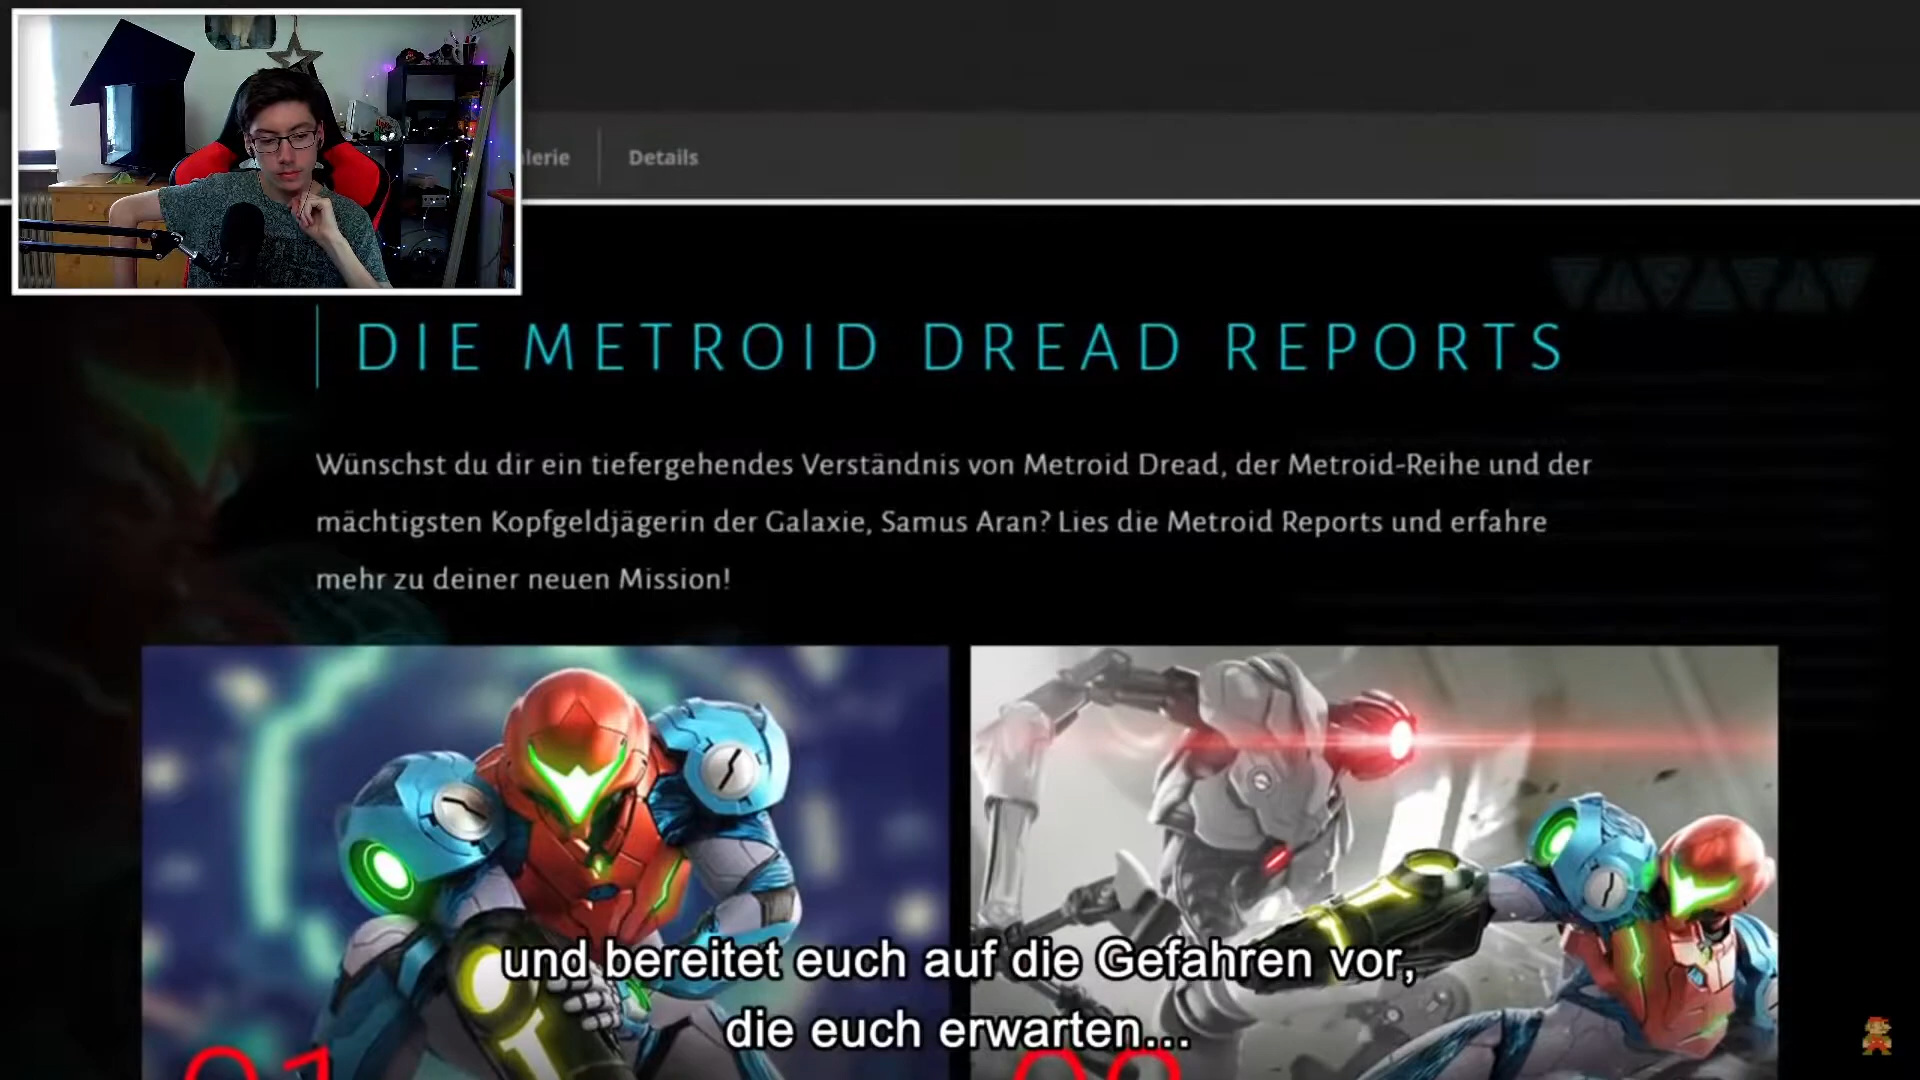 lerie
Details
DIE METROID DREAD REPORTS
Wünschst du dir ein tiefergehendes Verständnis von Metroid Dread, der Metroid-Reihe und der
mächtigsten Kopfgeldjägerin der Galaxie, Samus Aran? Lies die Metroid Reports und erfahre
mehr zu deiner neuen Mission!
und bereitet euch auf die Gefahren vor,
die euch erwarten...
01